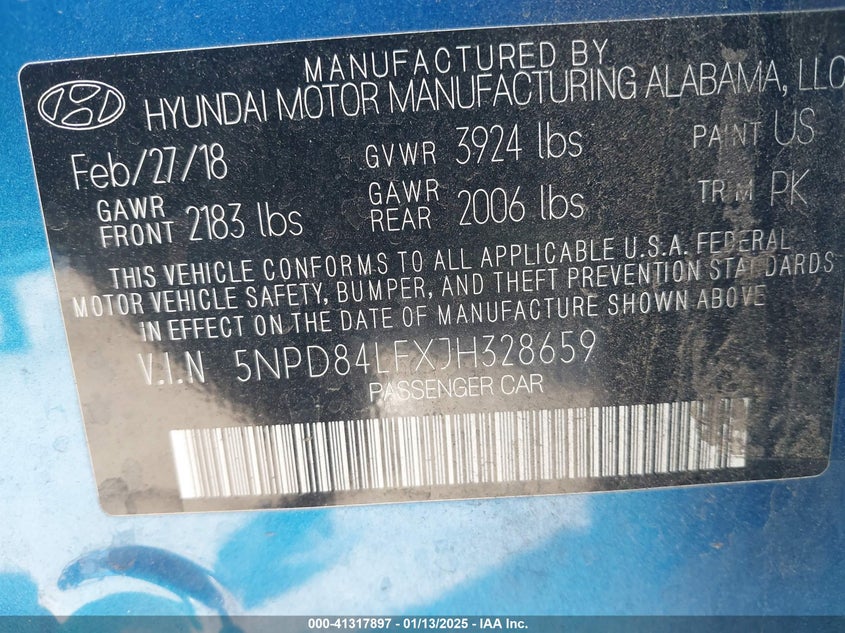 MANUFACTURED BY
HYUNDAI MOTOR MANUFACTURING ALABAMA, LLC
Feb/27/18 GVWR 3924 lbs PAINT US
GAWR FRONT 2183 lbs GAWR REAR 2006 lbs TRIM PK
THIS VEHICLE CONFORMS TO ALL APPLICABLE U.S.A. FEDERAL
MOTOR VEHICLE SAFETY, BUMPER, AND THEFT PREVENTION STANDARDS
IN EFFECT ON THE DATE OF MANUFACTURE SHOWN ABOVE
V.I.N 5NPD84LFXJH328659
PASSENGER CAR
000-41317897 - 01/13/2025 - IAA Inc.